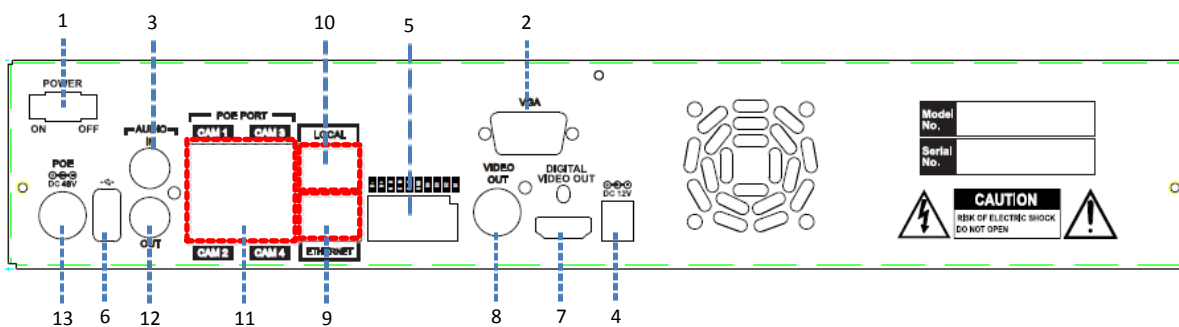 1 3 10 5 2
POWER
ON OFF
AUDIO
IN
POE PORT
CAM 1 CAM 3
LOCAL
VGA
POE
DC 48V
VIDEO
OUT
DIGITAL
VIDEO OUT
DC 12V
OUT
CAM 2 CAM 4
ETHERNET
Model
No.
Serial
No.
CAUTION
RISK OF ELECTRIC SHOCK
DO NOT OPEN
13 6 12 11 9 8 7 4